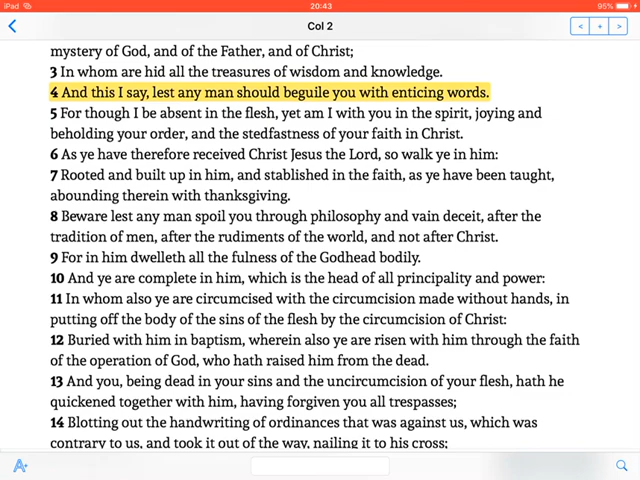 iPad 20:43 95%
Col 2
< + >
mystery of God, and of the Father, and of Christ;
3 In whom are hid all the treasures of wisdom and knowledge.
4 And this I say, lest any man should beguile you with enticing words.
5 For though I be absent in the flesh, yet am I with you in the spirit, joying and
beholding your order, and the stedfastness of your faith in Christ.
6 As ye have therefore received Christ Jesus the Lord, so walk ye in him:
7 Rooted and built up in him, and stablished in the faith, as ye have been taught,
abounding therein with thanksgiving.
8 Beware lest any man spoil you through philosophy and vain deceit, after the
tradition of men, after the rudiments of the world, and not after Christ.
9 For in him dwelleth all the fulness of the Godhead bodily.
10 And ye are complete in him, which is the head of all principality and power:
11 In whom also ye are circumcised with the circumcision made without hands, in
putting off the body of the sins of the flesh by the circumcision of Christ:
12 Buried with him in baptism, wherein also ye are risen with him through the faith
of the operation of God, who hath raised him from the dead.
13 And you, being dead in your sins and the uncircumcision of your flesh, hath he
quickened together with him, having forgiven you all trespasses;
14 Blotting out the handwriting of ordinances that was against us, which was
contrary to us, and took it out of the way, nailing it to his cross;
A+